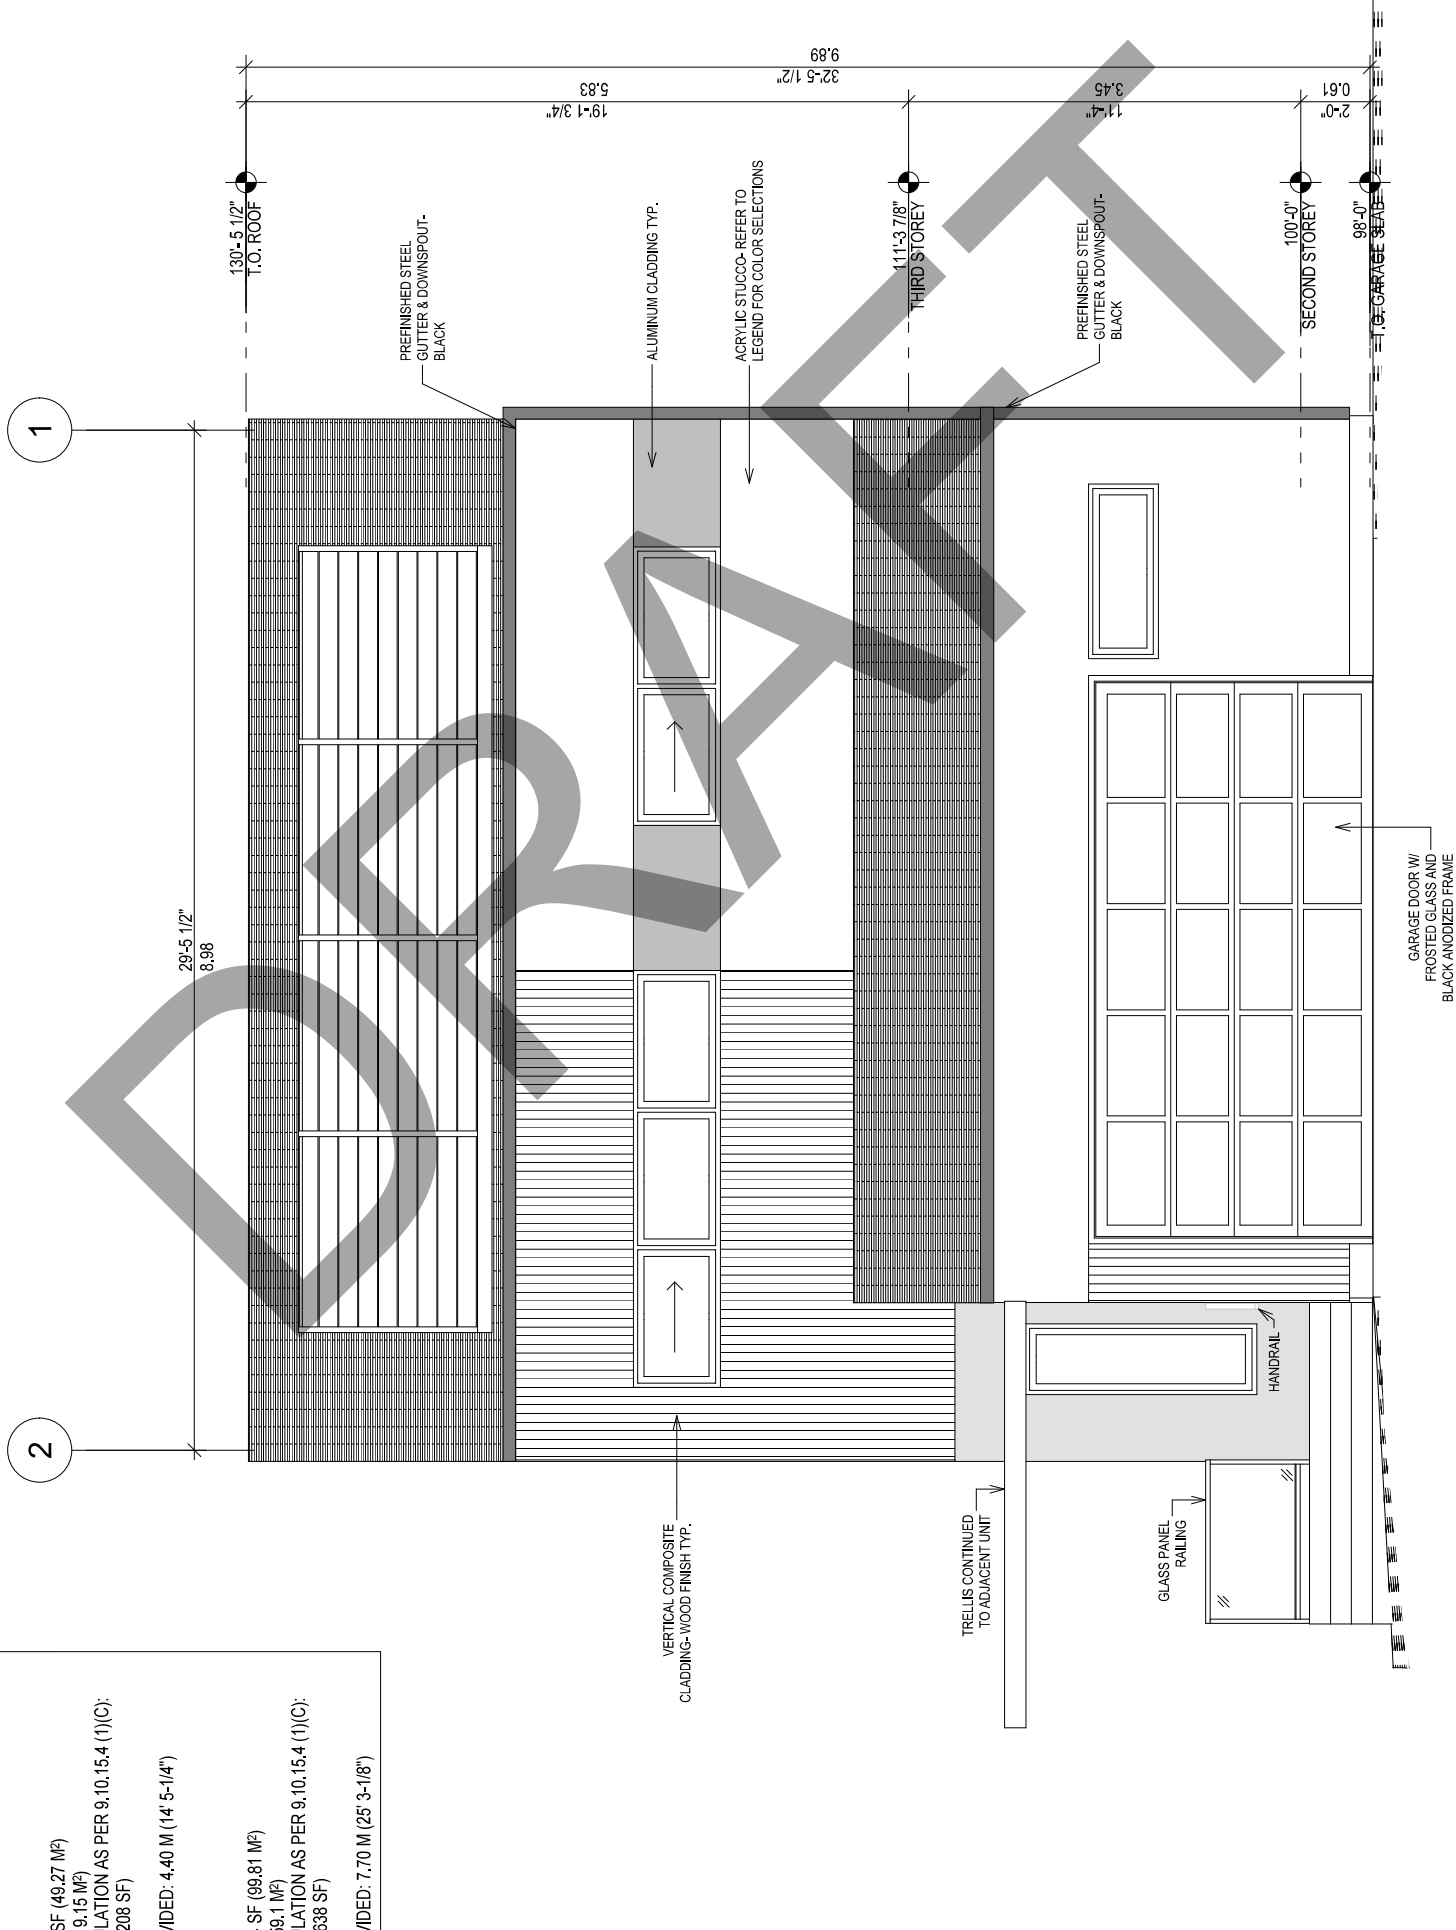 SF (49.27 M²)
9.15 M²)
LATION AS PER 9.10.15.4 (1)(C):
208 SF)
VIDED: 4.40 M (14' 5-1/4")
SF (99.81 M²)
59.1 M²)
LATION AS PER 9.10.15.4 (1)(C):
638 SF)
VIDED: 7.70 M (25' 3-1/8")
2
1
29'-5 1/2"
8.98
130'- 5 1/2"
T.O. ROOF
111'-3 7/8"
THIRD STOREY
100'-0"
SECOND STOREY
98'-0"
T.O. GARAGE SLAB
19'-1 3/4"
5.83
11'-4"
3.45
2'-0"
0.61
32'-5 1/2"
9.89
PREFINISHED STEEL
GUTTER & DOWNSPOUT-
BLACK
ALUMINUM CLADDING TYP.
ACRYLIC STUCCO- REFER TO
LEGEND FOR COLOR SELECTIONS
PREFINISHED STEEL
GUTTER & DOWNSPOUT-
BLACK
VERTICAL COMPOSITE
CLADDING- WOOD FINISH TYP.
TRELLIS CONTINUED
TO ADJACENT UNIT
GLASS PANEL
RAILING
HANDRAIL
GARAGE DOOR W/
FROSTED GLASS AND
BLACK ANODIZED FRAME
DRAFT